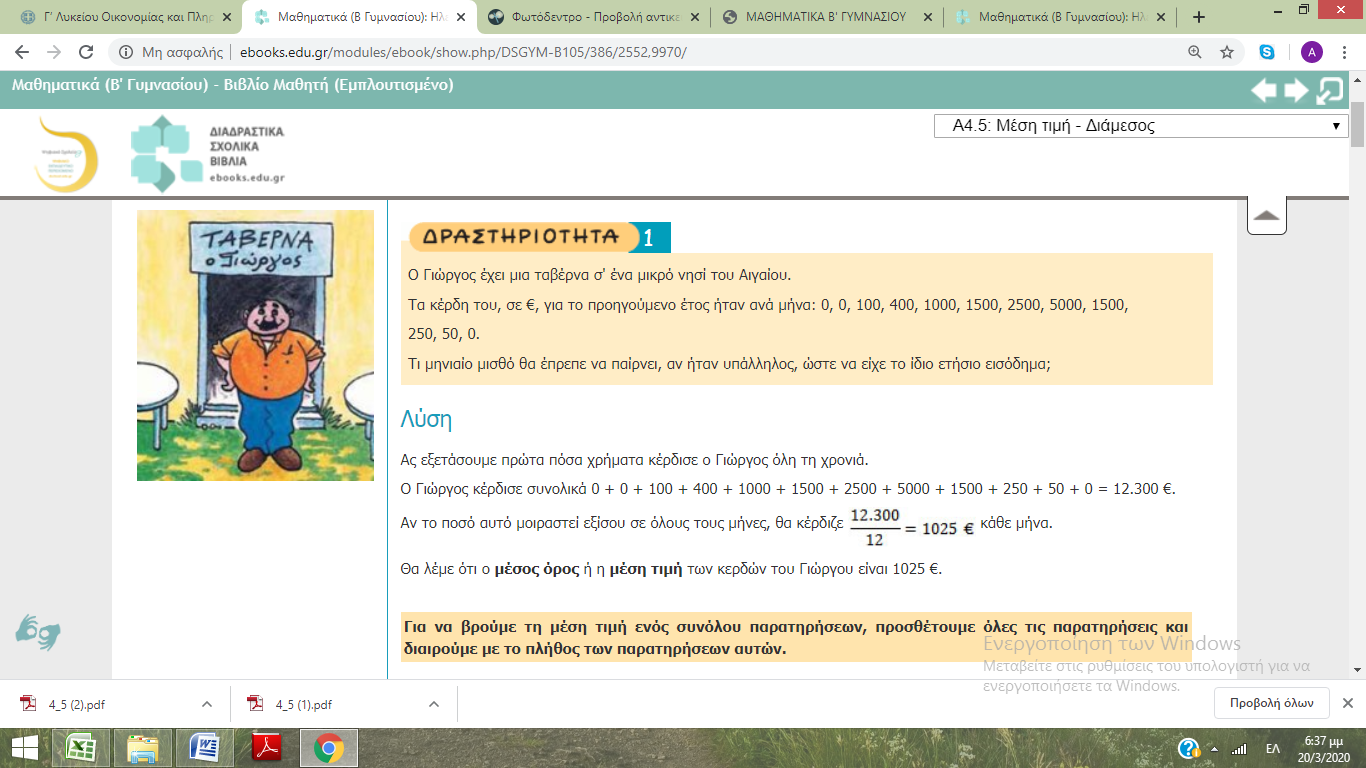 Γ' Λυκείου Οικονομίας και Πληρ
Μαθηματικά (Β Γυμνασίου): Ηλε
Φωτόδεντρο - Προβολή αντικε
ΜΑΘΗΜΑΤΙΚΑ Β' ΓΥΜΝΑΣΙΟΥ
Μαθηματικά (Β Γυμνασίου): Ηλε
Μη ασφαλής | ebooks.edu.gr/modules/ebook/show.php/DSGYM-B105/386/2552,9970/
A
Μαθηματικά (Β' Γυμνασίου) - Βιβλίο Μαθητή (Εμπλουτισμένο)
ΔΙΑΔΡΑΣΤΙΚΑ
ΣΧΟΛΙΚΑ
ΒΙΒΛΙΑ
ebooks.edu.gr
Α4.5: Μέση τιμή - Διάμεσος
ΤΑΒΕΡΝΑ
ο Γιώργος
ΔΡΑΣΤΗΡΙΟΤΗΤΑ 1
Ο Γιώργος έχει μια ταβέρνα σ' ένα μικρό νησί του Αιγαίου.
Τα κέρδη του, σε €, για το προηγούμενο έτος ήταν ανά μήνα: 0, 0, 100, 400, 1000, 1500, 2500, 5000, 1500,
250, 50, 0.
Τι μηνιαίο μισθό θα έπρεπε να παίρνει, αν ήταν υπάλληλος, ώστε να είχε το ίδιο ετήσιο εισόδημα;
Λύση
Ας εξετάσουμε πρώτα πόσα χρήματα κέρδισε ο Γιώργος όλη τη χρονιά.
Ο Γιώργος κέρδισε συνολικά 0 + 0 + 100 + 400 + 1000 + 1500 + 2500 + 5000 + 1500 + 250 + 50 + 0 = 12.300 €.
Αν το ποσό αυτό μοιραστεί εξίσου σε όλους τους μήνες, θα κέρδιζε 12.300/12 = 1025 € κάθε μήνα.
Θα λέμε ότι ο μέσος όρος ή η μέση τιμή των κερδών του Γιώργου είναι 1025 €.
Για να βρούμε τη μέση τιμή ενός συνόλου παρατηρήσεων, προσθέτουμε όλες τις παρατηρήσεις και
διαιρούμε με το πλήθος των παρατηρήσεων αυτών.
Ενεργοποίηση των Windows
Μεταβείτε στις ρυθμίσεις του υπολογιστή για να
ενεργοποιήσετε τα Windows.
4_5 (2).pdf
4_5 (1).pdf
Προβολή όλων
ΕΛ
6:37 μμ
20/3/2020